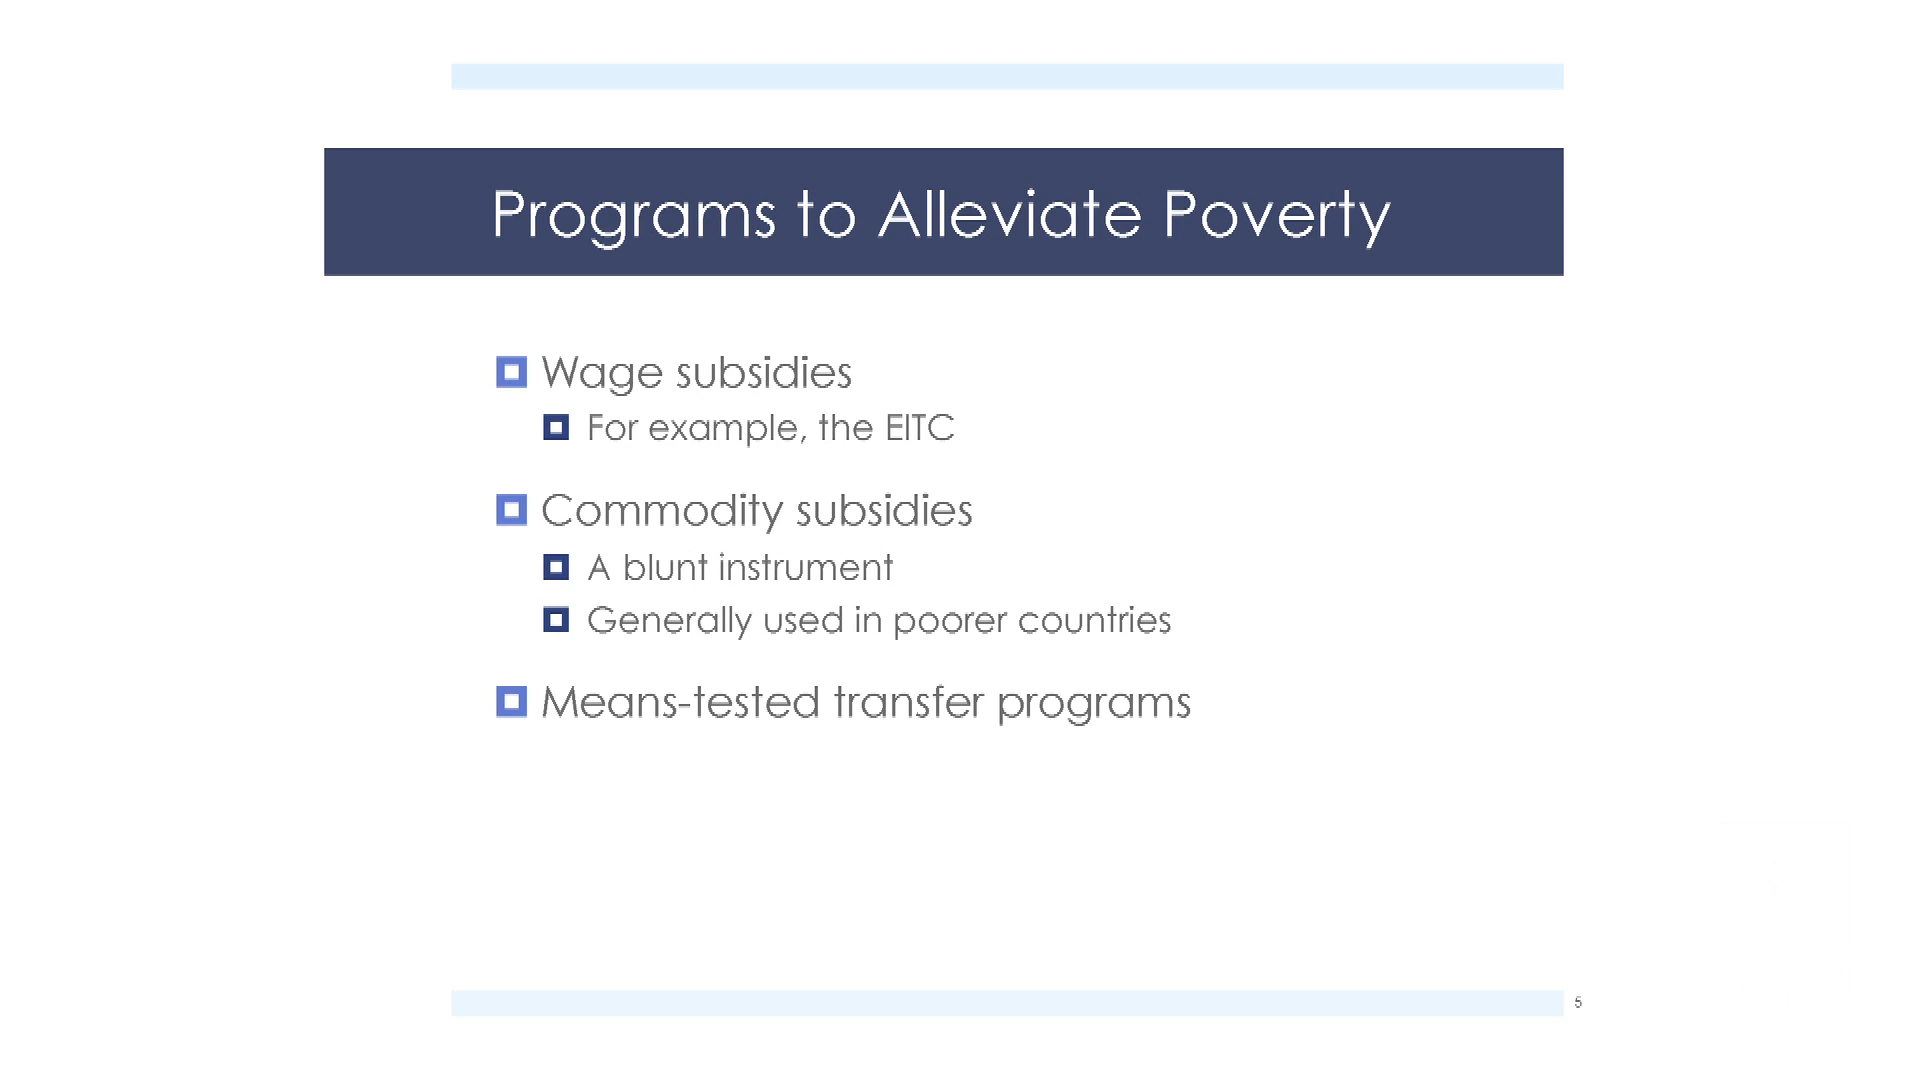 Programs to Alleviate Poverty
Wage subsidies
For example, the EITC
Commodity subsidies
A blunt instrument
Generally used in poorer countries
Means-tested transfer programs
5